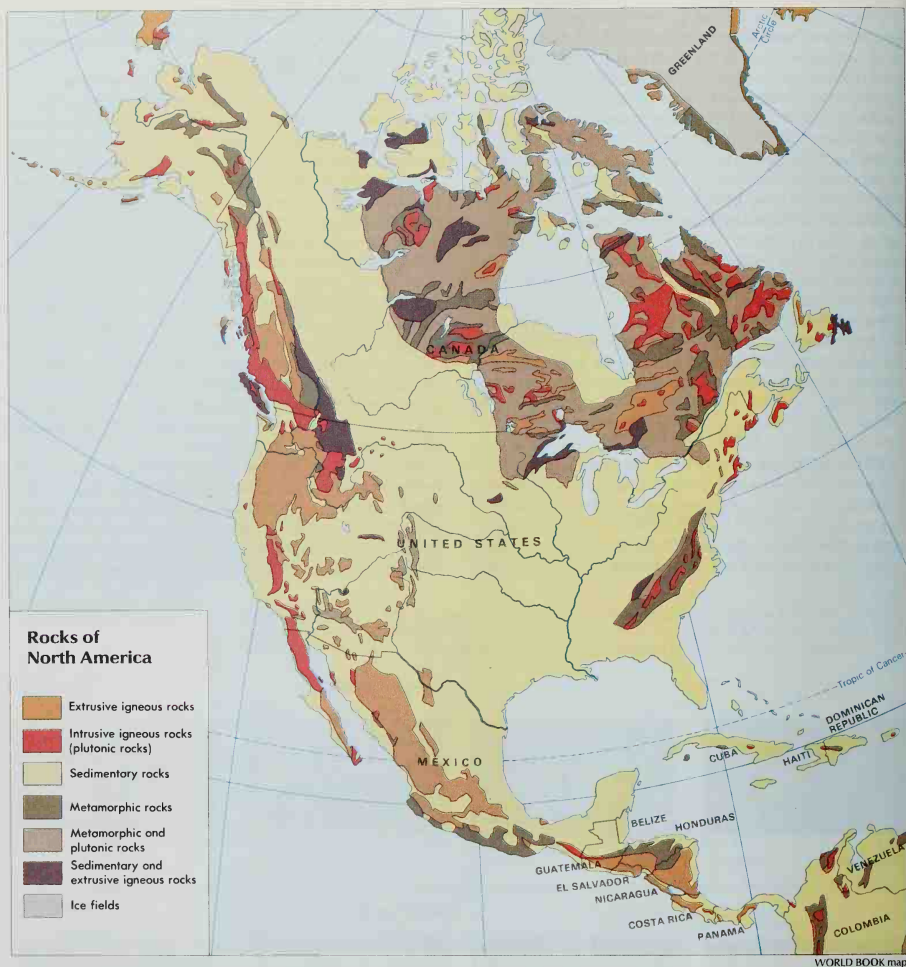 GREENLAND
Arctic
Circle
CANADA
UNITED STATES
MEXICO
Tropic of Cancer
DOMINICAN
REPUBLIC
CUBA
HAITI
BELIZE
HONDURAS
GUATEMALA
EL SALVADOR
NICARAGUA
COSTA RICA
PANAMA
VENEZUELA
COLOMBIA
Rocks of
North America
Extrusive igneous rocks
Intrusive igneous rocks
(plutonic rocks)
Sedimentary rocks
Metamorphic rocks
Metamorphic and
plutonic rocks
Sedimentary and
extrusive igneous rocks
Ice fields
WORLD BOOK map